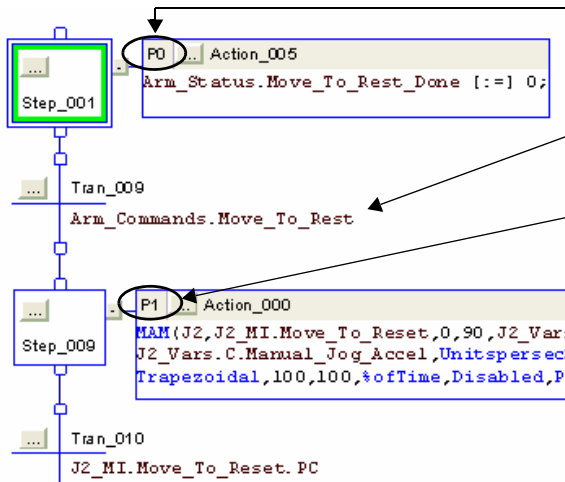 P0 ... Action_005
...
Arm_Status.Move_To_Rest_Done [:=] 0;
Step_001
... Tran_009
Arm_Commands.Move_To_Rest
P1 ... Action_000
...
MAM(J2,J2_MI.Move_To_Reset,0,90,J2_Vars
Step_009
J2_Vars.C.Manual_Jog_Accel,Unitspersec
Trapezoidal,100,100,%ofTime,Disabled,P
... Tran_010
J2_MI.Move_To_Reset.PC